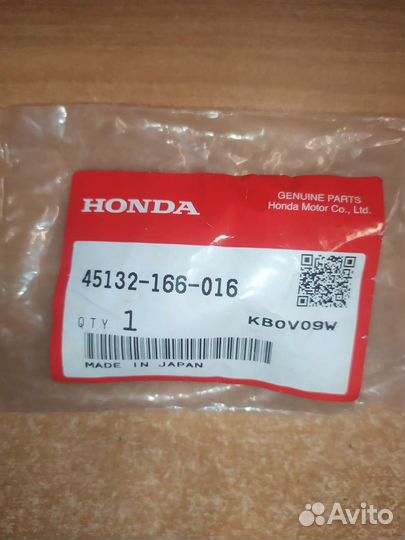 HONDA
GENUINE PARTS
Honda Motor Co., Ltd.
45132-166-016
QTY 1
KB0V09W
MADE IN JAPAN
Avito